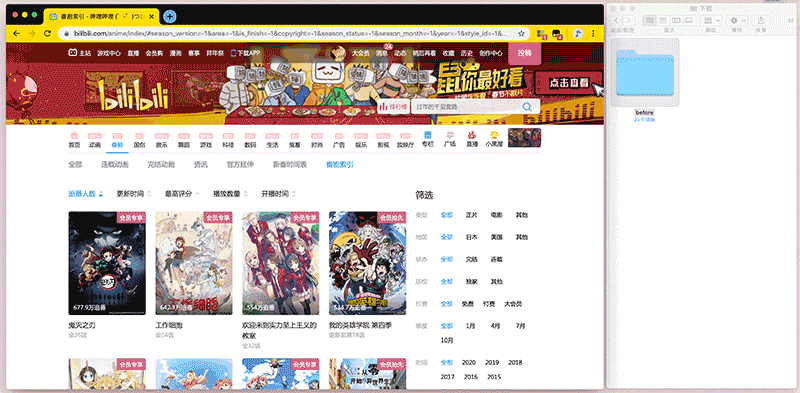 番剧索引 - 哔哩哔哩 (゜-゜)つロ
bilibili.com/anime/index/#season_version=-1&area=-1&is_finish=-1&copyright=-1&season_status=-1&season_month=-1&year=-1&style_id=-1&
下载
主站 游戏中心 直播 会员购 漫画 赛事 拜年祭 下载APP
大会员 消息 动态 稍后再看 收藏 历史 创作中心 投稿
bilibili
你最好看
点击查看
排行榜
过年的千层套路
首页 动画 番剧 国创 音乐 舞蹈 游戏 科技 数码 生活 鬼畜 时尚 广告 娱乐 影视 放映厅 专栏 广场 直播 小黑屋
全部 连载动画 完结动画 资讯 官方延伸 新番时间表 番剧索引
追番人数 更新时间 最高评分 播放数量 开播时间
会员专享
会员专享
会员专享
会员抢先
677.9万追番
554万追番
鬼灭之刃
全26话
工作细胞
全14话
欢迎来到实力至上主义的
教室
全12话
我的英雄学院 第四季
更新至第78话
会员专享
会员专享
筛选
类型 全部 正片 电影 其他
地区 全部 日本 美国 其他
状态 全部 完结 连载
版权 全部 独家 其他
付费 全部 免费 付费 大会员
季度 全部 1月 4月 7月
10月
时间 全部 2020 2019 2018
2017 2016 2015
before